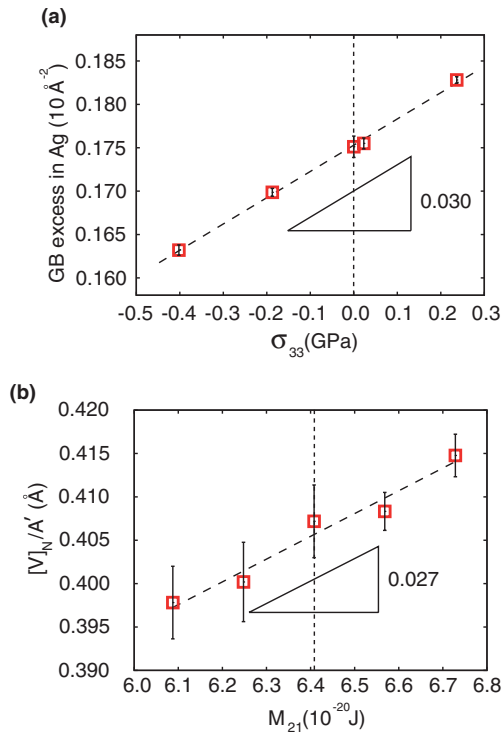 (a)
GB excess in Ag (10 Å⁻²)
0.185
0.180
0.175
0.170
0.165
0.160
0.030
-0.5 -0.4 -0.3 -0.2 -0.1 0.0 0.1 0.2 0.3
σ₃₃(GPa)
(b)
[V]N/A′ (Å)
0.420
0.415
0.410
0.405
0.400
0.395
0.390
0.027
6.0 6.1 6.2 6.3 6.4 6.5 6.6 6.7 6.8
M₂₁(10⁻²⁰J)